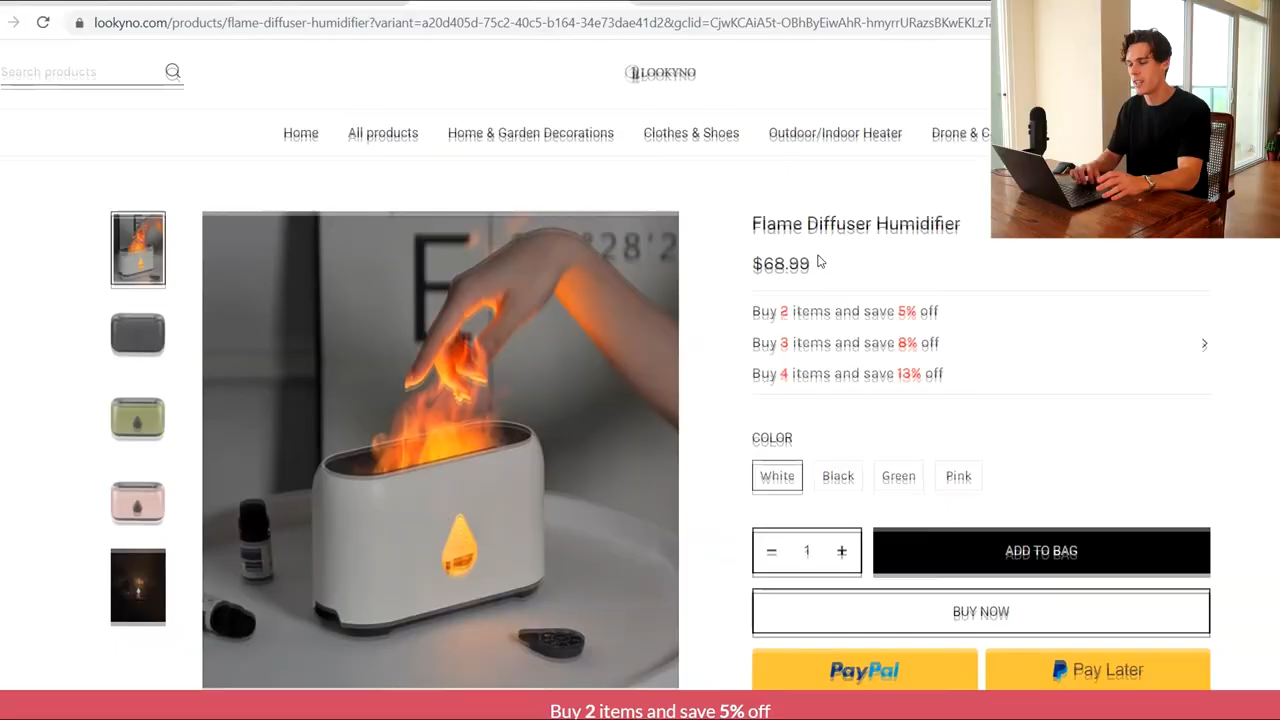 lookyno.com/products/flame-diffuser-humidifier?variant=a20d405d-75c2-40c5-b164-34e73dae41d2&gclid=CjwKCAiA5t-OBhByEiwAhR-hmyrrURazsBKwEKLzTa
Search products
LOOKYNO
Home All products Home & Garden Decorations Clothes & Shoes Outdoor/Indoor Heater Drone & C
Flame Diffuser Humidifier
$68.99
Buy 2 items and save 5% off
Buy 3 items and save 8% off
Buy 4 items and save 13% off
COLOR
White Black Green Pink
- 1 + ADD TO BAG
BUY NOW
PayPal Pay Later
Buy 2 items and save 5% off